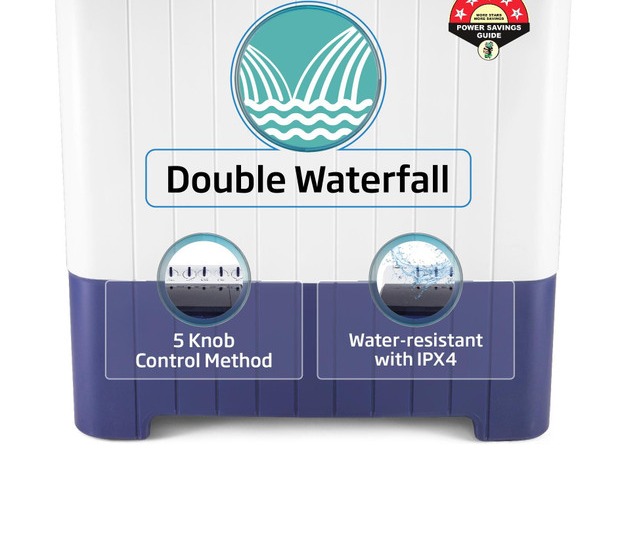 MORE STARS
MORE SAVINGS
POWER SAVINGS
GUIDE
Double Waterfall
5 Knob
Control Method
Water-resistant
with IPX4